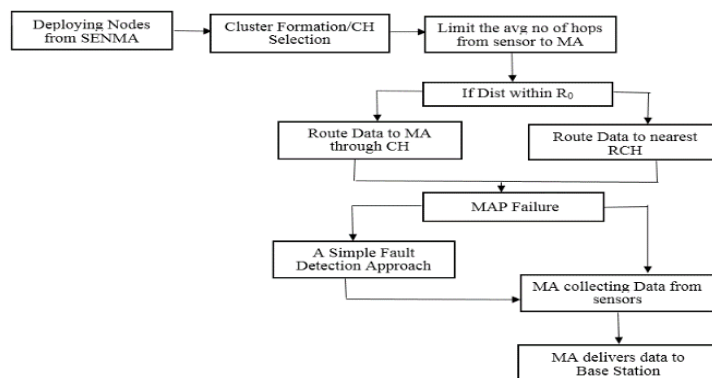 Deploying Nodes
from SENMA
Cluster Formation/CH
Selection
Limit the avg no of hops
from sensor to MA
If Dist within R₀
Route Data to MA
through CH
Route Data to nearest
RCH
MAP Failure
A Simple Fault
Detection Approach
MA collecting Data from
sensors
MA delivers data to
Base Station